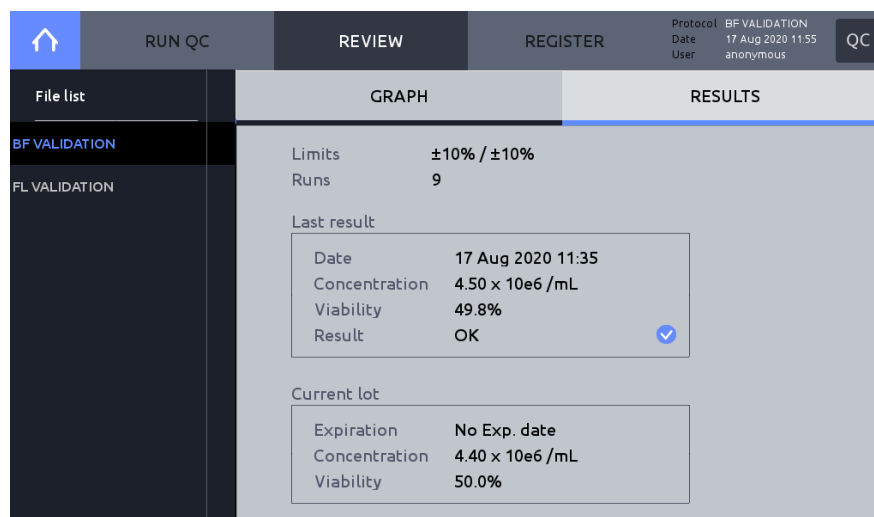 RUN QC
REVIEW
REGISTER
Protocol BF VALIDATION
Date 17 Aug 2020 11:55
User anonymous
QC
File list
GRAPH
RESULTS
BF VALIDATION
FL VALIDATION
Limits ±10% / ±10%
Runs 9
Last result
Date 17 Aug 2020 11:35
Concentration 4.50 x 10e6 /mL
Viability 49.8%
Result OK
Current lot
Expiration No Exp. date
Concentration 4.40 x 10e6 /mL
Viability 50.0%